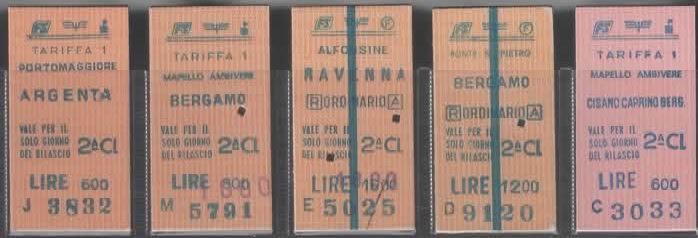 FS
TARIFFA 1
PORTOMAGGIORE
ARGENTA
VALE PER IL
SOLO GIORNO
DEL RILASCIO
2ªCl
LIRE 600
J 3832
FS
TARIFFA 1
MAPELLO AMBIVERE
BERGAMO
VALE PER IL
SOLO GIORNO
DEL RILASCIO
2ªCl
LIRE 600
M 5791
FS F
ALFONSINE
RAVENNA
R ORDINARIO A
VALE PER IL
SOLO GIORNO
DEL RILASCIO
2ªCl
LIRE
E 5025
FS F
PONTE S. PIETRO
BERGAMO
R ORDINARIO A
VALE PER IL
SOLO GIORNO
DEL RILASCIO
2ªCl
LIRE 1200
D 9120
FS
TARIFFA 1
MAPELLO AMBIVERE
CISANO CAPRINO BERG.
VALE PER IL
SOLO GIORNO
DEL RILASCIO
2ªCl
LIRE 600
C 3033